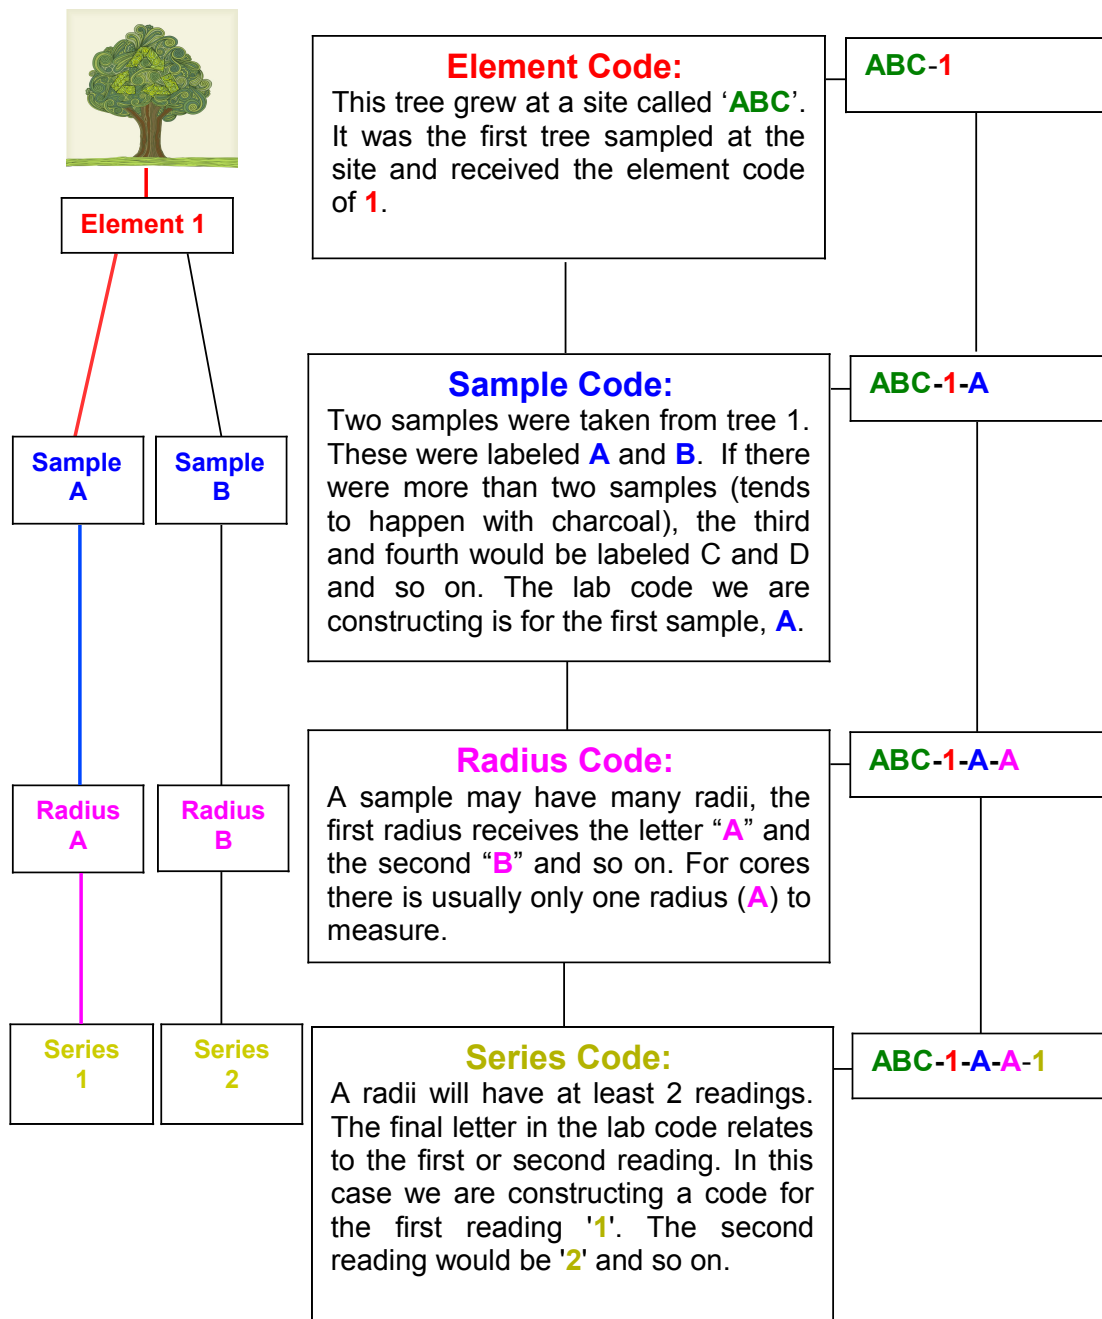 Element 1
Sample
A
Sample
B
Radius
A
Radius
B
Series
1
Series
2
Element Code:
This tree grew at a site called ‘ABC’.
It was the first tree sampled at the
site and received the element code
of 1.
ABC-1
Sample Code:
Two samples were taken from tree 1.
These were labeled A and B.  If there
were more than two samples (tends
to happen with charcoal), the third
and fourth would be labeled C and D
and so on. The lab code we are
constructing is for the first sample, A.
ABC-1-A
Radius Code:
A sample may have many radii, the
first radius receives the letter “A” and
the second “B” and so on. For cores
there is usually only one radius (A) to
measure.
ABC-1-A-A
Series Code:
A radii will have at least 2 readings.
The final letter in the lab code relates
to the first or second reading. In this
case we are constructing a code for
the first reading '1'. The second
reading would be '2' and so on.
ABC-1-A-A-1